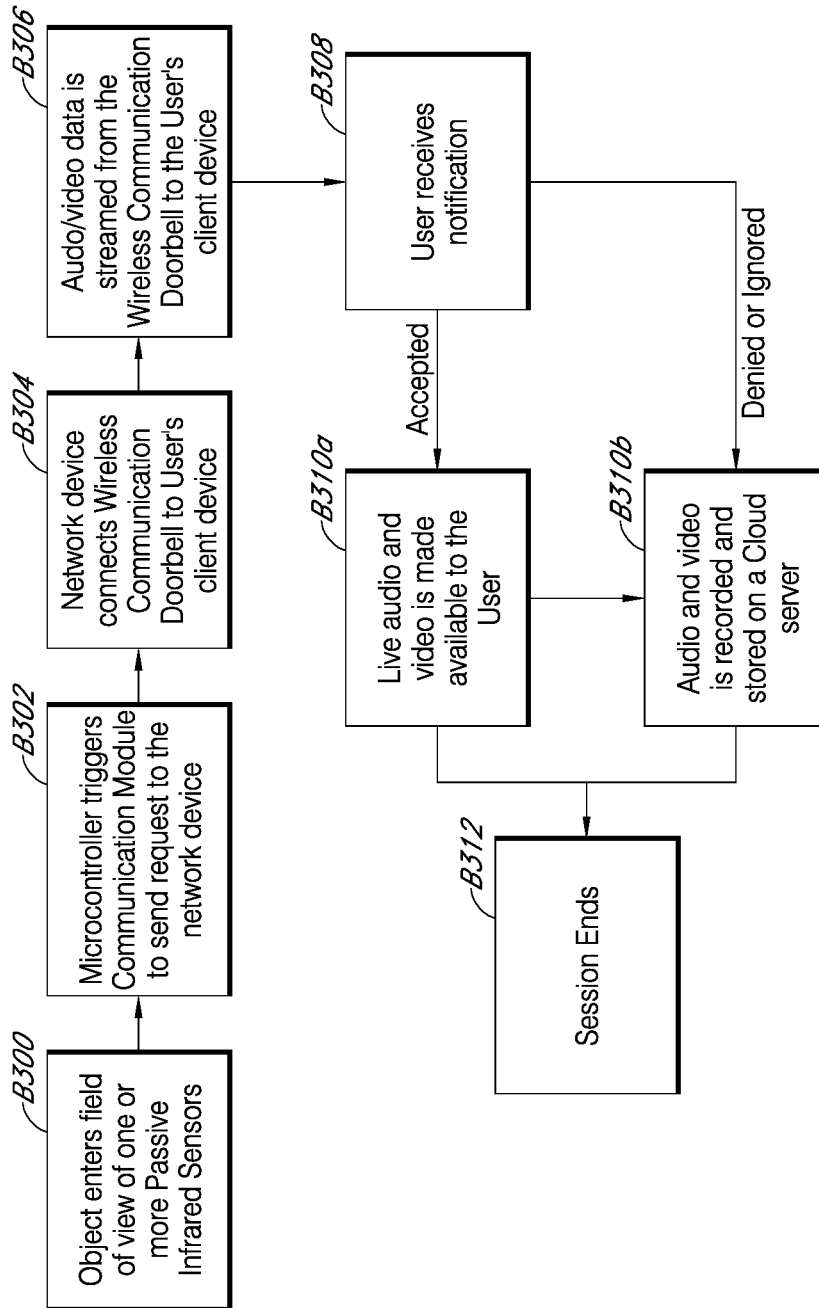 B300
Object enters field
of view of one or
more Passive
Infrared Sensors
B302
Microcontroller triggers
Communication Module
to send request to the
network device
B304
Network device
connects Wireless
Communication
Doorbell to User's
client device
B306
Audo/video data is
streamed from the
Wireless Communication
Doorbell to the User's
client device
B308
User receives
notification
Accepted
Denied or Ignored
B310a
Live audio and
video is made
available to the
User
B310b
Audio and video
is recorded and
stored on a Cloud
server
B312
Session Ends